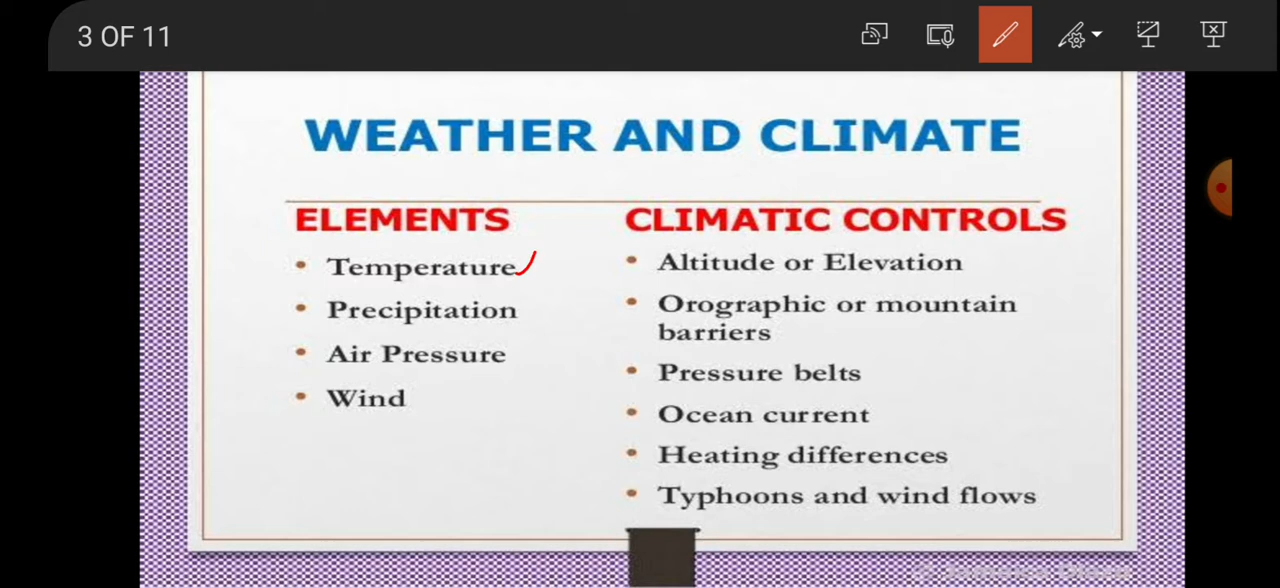 3 OF 11
WEATHER AND CLIMATE
ELEMENTS
• Temperature
• Precipitation
• Air Pressure
• Wind
CLIMATIC CONTROLS
• Altitude or Elevation
• Orographic or mountain
barriers
• Pressure belts
• Ocean current
• Heating differences
• Typhoons and wind flows